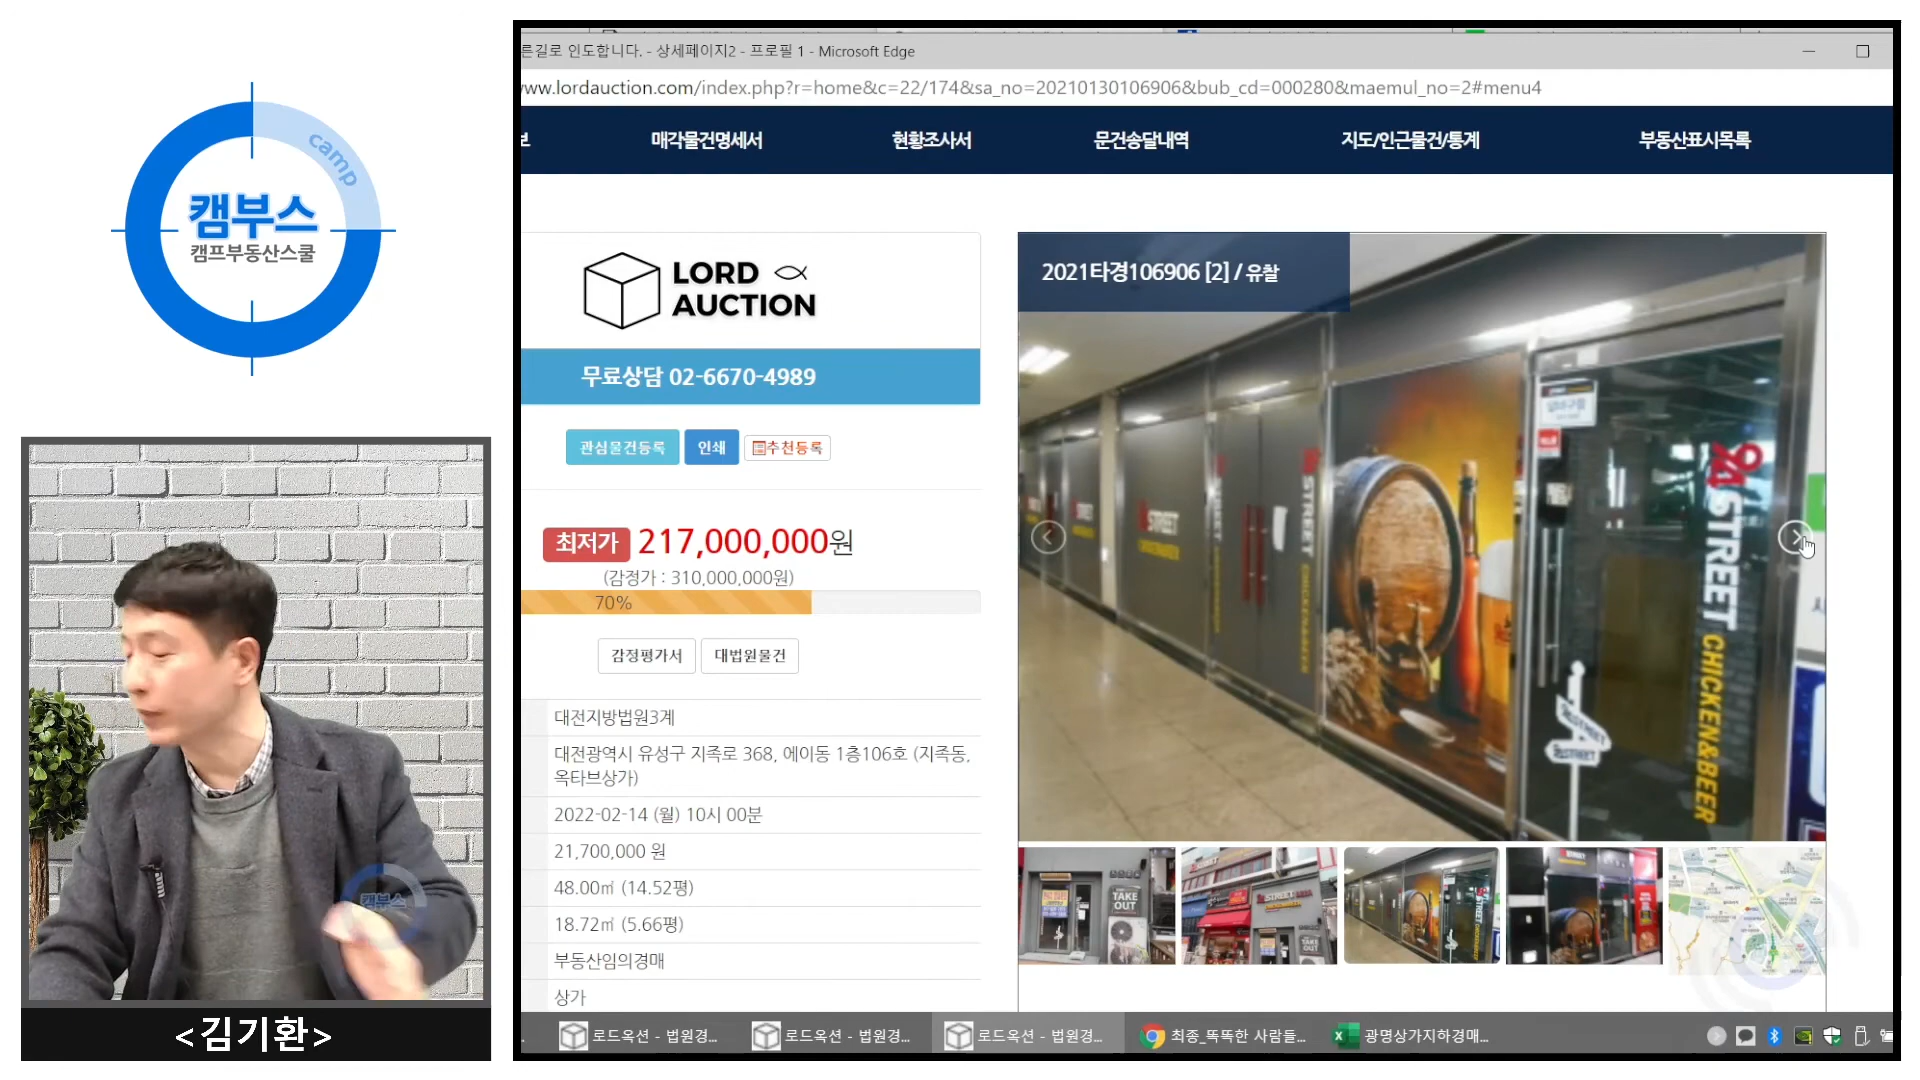 camp
캠부스
캠프부동산스쿨
<김기환>
른길로 인도합니다. - 상세페이지2 - 프로필 1 - Microsoft Edge
www.lordauction.com/index.php?r=home&c=22/174&sa_no=20210130106906&bub_cd=000280&maemul_no=2#menu4
보
매각물건명세서
현황조사서
문건송달내역
지도/인근물건/통계
부동산표시목록
LORD
AUCTION
무료상담 02-6670-4989
관심물건등록
인쇄
추천등록
최저가 217,000,000원
(감정가 : 310,000,000원)
70%
감정평가서
대법원물건
대전지방법원3계
대전광역시 유성구 지족로 368, 에이동 1층106호 (지족동,
옥타브상가)
2022-02-14 (월) 10시 00분
21,700,000 원
48.00㎡ (14.52평)
18.72㎡ (5.66평)
부동산임의경매
상가
2021타경106906 [2] / 유찰
STREET
STREET
STREET
CHICKEN&BEER
TAKE
OUT
STREET
TAKE
OUT
STREET
캠부스
로드옥션 - 법원경...
로드옥션 - 법원경...
로드옥션 - 법원경...
최종_똑똑한 사람들...
광명상가지하경매...